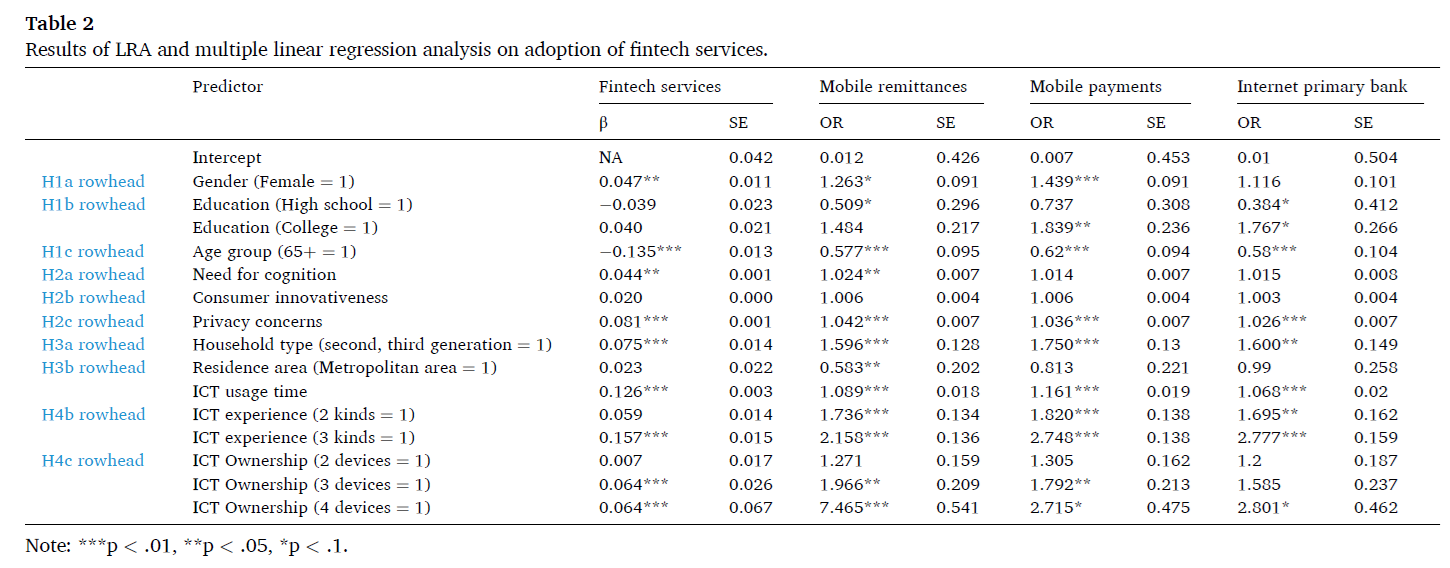 Table 2
Results of LRA and multiple linear regression analysis on adoption of fintech services.
Predictor Fintech services Mobile remittances Mobile payments Internet primary bank
β SE OR SE OR SE OR SE
Intercept NA 0.042 0.012 0.426 0.007 0.453 0.01 0.504
H1a rowhead Gender (Female = 1) 0.047** 0.011 1.263* 0.091 1.439*** 0.091 1.116 0.101
H1b rowhead Education (High school = 1) −0.039 0.023 0.509* 0.296 0.737 0.308 0.384* 0.412
Education (College = 1) 0.040 0.021 1.484 0.217 1.839** 0.236 1.767* 0.266
H1c rowhead Age group (65+ = 1) −0.135*** 0.013 0.577*** 0.095 0.62*** 0.094 0.58*** 0.104
H2a rowhead Need for cognition 0.044** 0.001 1.024** 0.007 1.014 0.007 1.015 0.008
H2b rowhead Consumer innovativeness 0.020 0.000 1.006 0.004 1.006 0.004 1.003 0.004
H2c rowhead Privacy concerns 0.081*** 0.001 1.042*** 0.007 1.036*** 0.007 1.026*** 0.007
H3a rowhead Household type (second, third generation = 1) 0.075*** 0.014 1.596*** 0.128 1.750*** 0.13 1.600** 0.149
H3b rowhead Residence area (Metropolitan area = 1) 0.023 0.022 0.583** 0.202 0.813 0.221 0.99 0.258
ICT usage time 0.126*** 0.003 1.089*** 0.018 1.161*** 0.019 1.068*** 0.02
H4b rowhead ICT experience (2 kinds = 1) 0.059 0.014 1.736*** 0.134 1.820*** 0.138 1.695** 0.162
ICT experience (3 kinds = 1) 0.157*** 0.015 2.158*** 0.136 2.748*** 0.138 2.777*** 0.159
H4c rowhead ICT Ownership (2 devices = 1) 0.007 0.017 1.271 0.159 1.305 0.162 1.2 0.187
ICT Ownership (3 devices = 1) 0.064*** 0.026 1.966** 0.209 1.792** 0.213 1.585 0.237
ICT Ownership (4 devices = 1) 0.064*** 0.067 7.465*** 0.541 2.715* 0.475 2.801* 0.462
Note: ***p < .01, **p < .05, *p < .1.